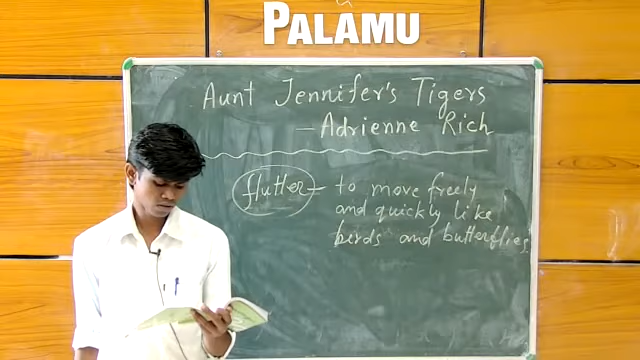 PALAMU
Aunt Jennifer's Tigers
— Adrienne Rich
flutter — to move freely
and quickly like
birds and butterflies.